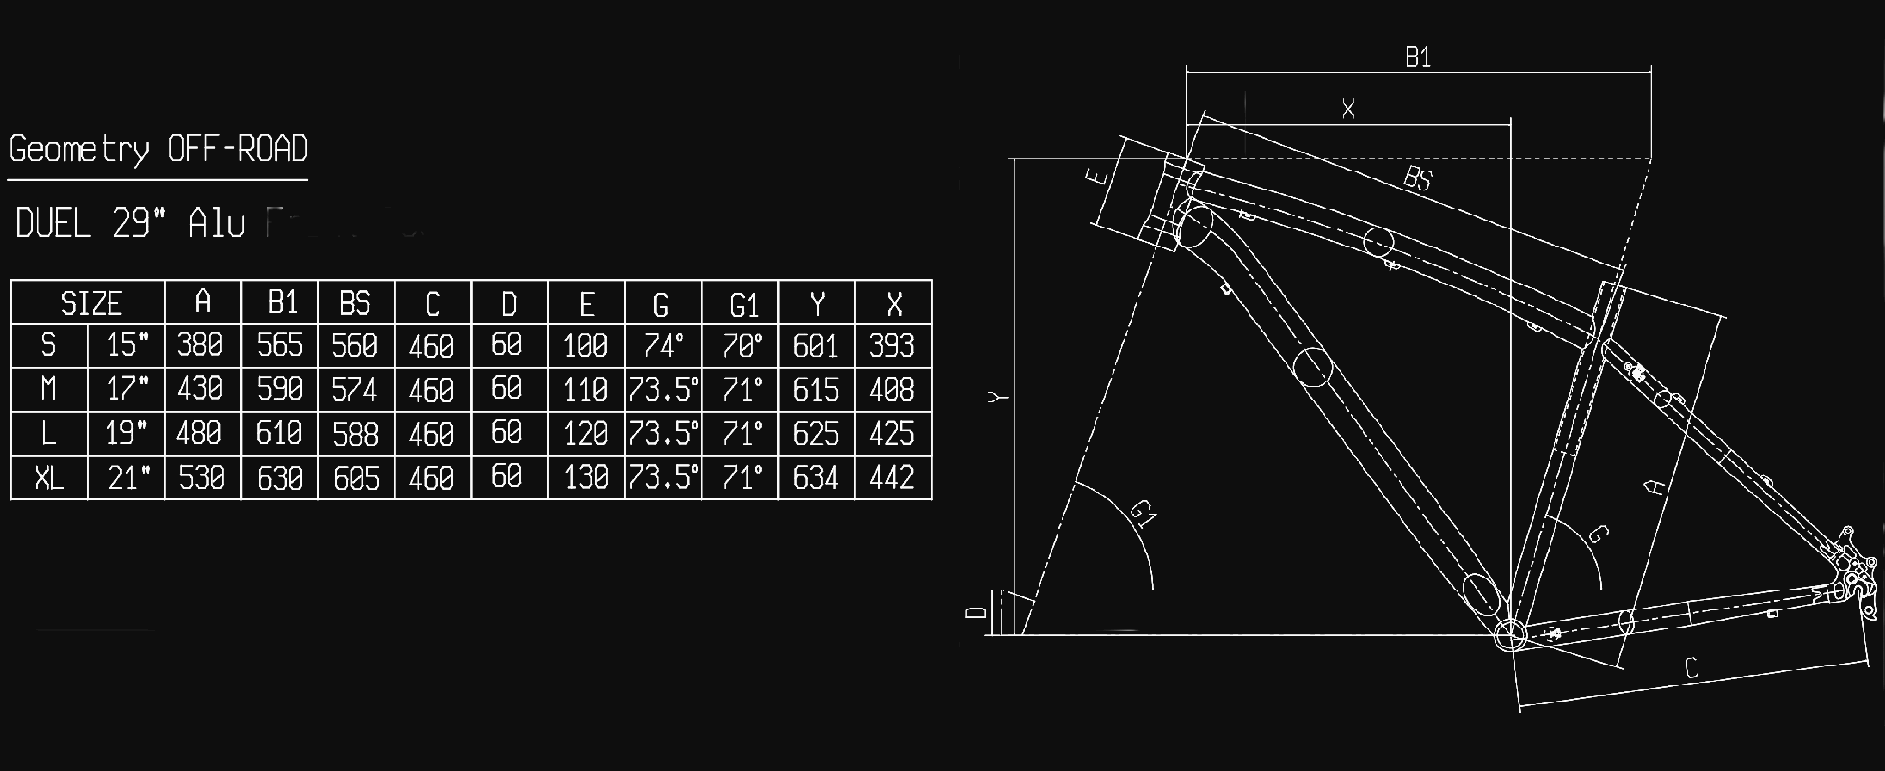 Geometry OFF-ROAD
DUEL 29" Alu
SIZE A B1 BS C D E G G1 Y X
S 15" 380 565 560 460 60 100 74° 70° 601 393
M 17" 430 590 574 460 60 110 73.5° 71° 615 408
L 19" 480 610 588 460 60 120 73.5° 71° 625 425
XL 21" 530 630 605 460 60 130 73.5° 71° 634 442
B1
X
BS
E
Y
A
G1
G
D
C